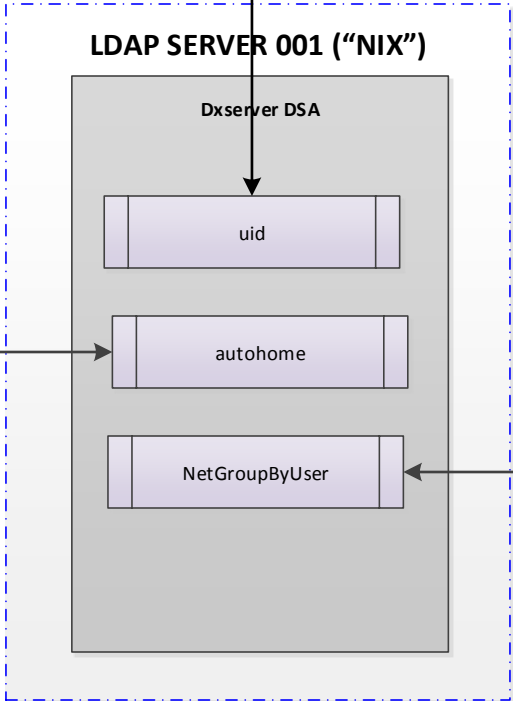 LDAP SERVER 001 (“NIX”)
Dxserver DSA
uid
autohome
NetGroupByUser